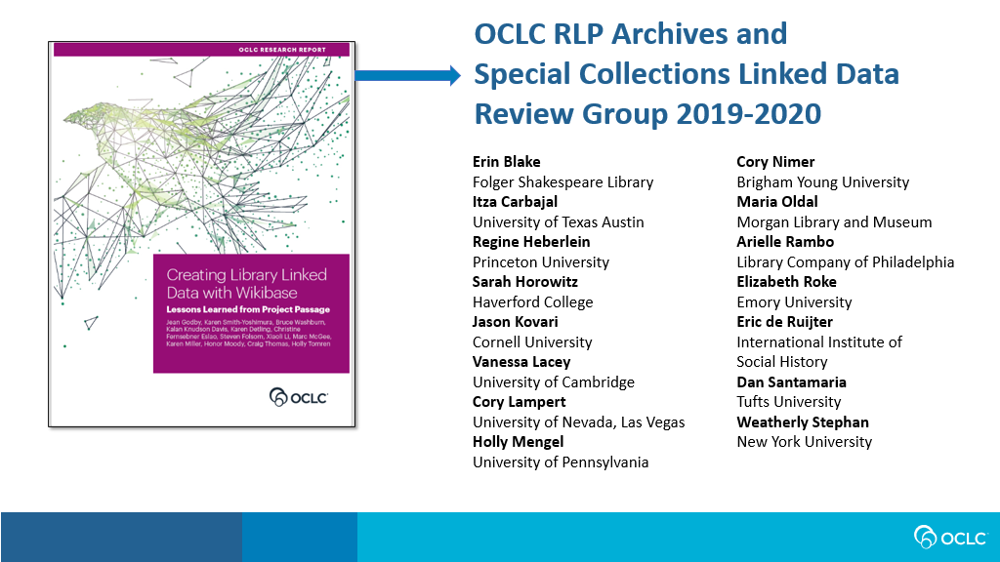 OCLC RESEARCH REPORT
Creating Library Linked
Data with Wikibase
Lessons Learned from Project Passage
Jean Godby, Karen Smith-Yoshimura, Bruce Washburn,
Kalan Knudson Davis, Karen Detling, Christine
Fernsebner Eslao, Steven Folsom, Xiaoli Li, Marc McGee,
Karen Miller, Honor Moody, Craig Thomas, Holly Tomren
OCLC
OCLC RLP Archives and
Special Collections Linked Data
Review Group 2019-2020
Erin Blake
Folger Shakespeare Library
Itza Carbajal
University of Texas Austin
Regine Heberlein
Princeton University
Sarah Horowitz
Haverford College
Jason Kovari
Cornell University
Vanessa Lacey
University of Cambridge
Cory Lampert
University of Nevada, Las Vegas
Holly Mengel
University of Pennsylvania
Cory Nimer
Brigham Young University
Maria Oldal
Morgan Library and Museum
Arielle Rambo
Library Company of Philadelphia
Elizabeth Roke
Emory University
Eric de Ruijter
International Institute of
Social History
Dan Santamaria
Tufts University
Weatherly Stephan
New York University
OCLC